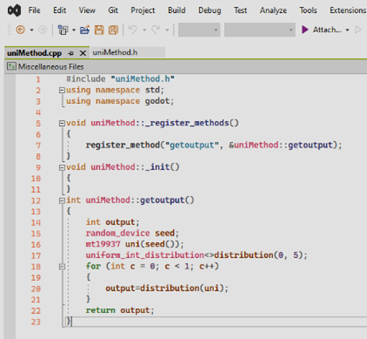 File Edit View Git Project Build Debug Test Analyze Tools Extensions
Attach...
uniMethod.cpp uniMethod.h
Miscellaneous Files
1 #include "uniMethod.h"
2 using namespace std;
3 using namespace godot;
4
5 void uniMethod::_register_methods()
6 {
7 register_method("getoutput", &uniMethod::getoutput);
8 }
9 void uniMethod::_init()
10 {
11 }
12 int uniMethod::getoutput()
13 {
14 int output;
15 random_device seed;
16 mt19937 uni(seed());
17 uniform_int_distribution<>distribution(0, 5);
18 for (int c = 0; c < 1; c++)
19 {
20 output=distribution(uni);
21 }
22 return output;
23 }